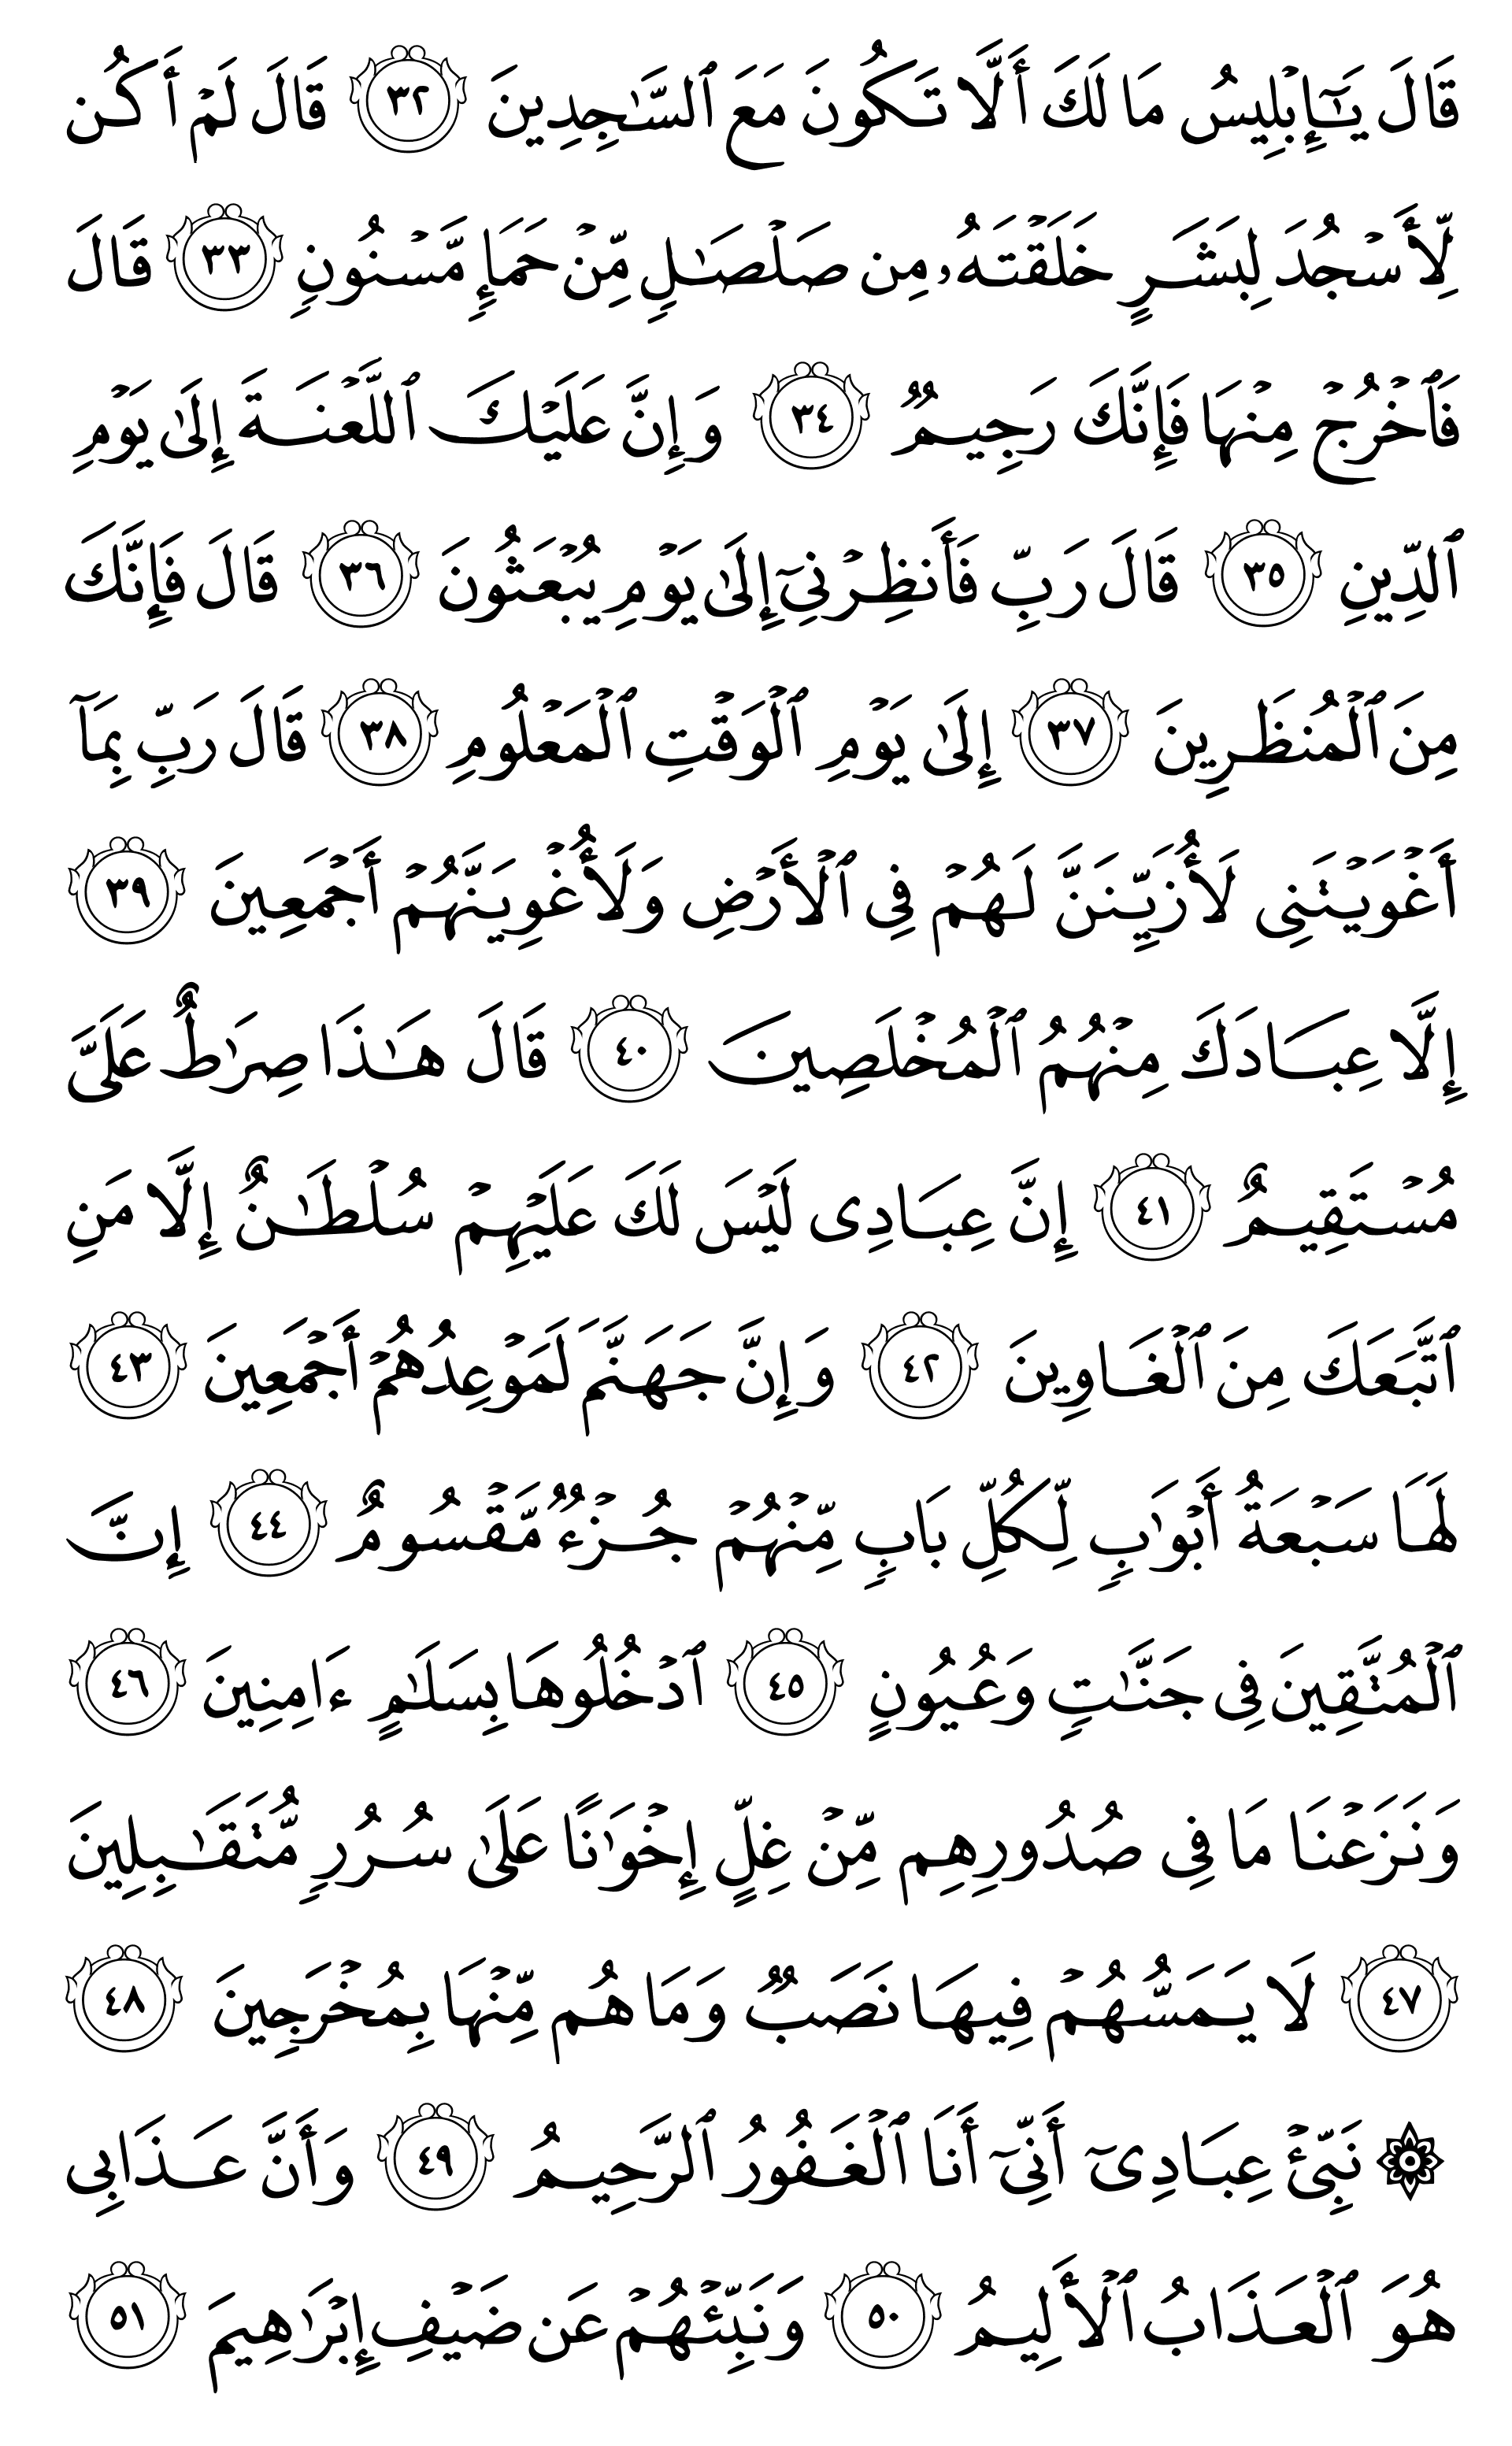 قَالَ يَـٰٓإِبْلِيسُ مَا لَكَ أَلَّا تَكُونَ مَعَ ٱلسَّـٰجِدِينَ ٣٢ قَالَ لَمْ أَكُن
لِّأَسْجُدَ لِبَشَرٍ خَلَقْتَهُۥ مِن صَلْصَـٰلٍ مِّنْ حَمَإٍ مَّسْنُونٍ ٣٣ قَالَ
فَٱخْرُجْ مِنْهَا فَإِنَّكَ رَجِيمٌ ٣٤ وَإِنَّ عَلَيْكَ ٱللَّعْنَةَ إِلَىٰ يَوْمِ
ٱلدِّينِ ٣٥ قَالَ رَبِّ فَأَنظِرْنِىٓ إِلَىٰ يَوْمِ يُبْعَثُونَ ٣٦ قَالَ فَإِنَّكَ
مِنَ ٱلْمُنظَرِينَ ٣٧ إِلَىٰ يَوْمِ ٱلْوَقْتِ ٱلْمَعْلُومِ ٣٨ قَالَ رَبِّ بِمَآ
أَغْوَيْتَنِى لَأُزَيِّنَنَّ لَهُمْ فِى ٱلْأَرْضِ وَلَأُغْوِيَنَّهُمْ أَجْمَعِينَ ٣٩
إِلَّا عِبَادَكَ مِنْهُمُ ٱلْمُخْلَصِينَ ٤٠ قَالَ هَـٰذَا صِرَٰطٌ عَلَىَّ
مُسْتَقِيمٌ ٤١ إِنَّ عِبَادِى لَيْسَ لَكَ عَلَيْهِمْ سُلْطَـٰنٌ إِلَّا مَنِ
ٱتَّبَعَكَ مِنَ ٱلْغَاوِينَ ٤٢ وَإِنَّ جَهَنَّمَ لَمَوْعِدُهُمْ أَجْمَعِينَ ٤٣
لَهَا سَبْعَةُ أَبْوَٰبٍ لِّكُلِّ بَابٍ مِّنْهُمْ جُزْءٌ مَّقْسُومٌ ٤٤ إِنَّ
ٱلْمُتَّقِينَ فِى جَنَّـٰتٍ وَعُيُونٍ ٤٥ ٱدْخُلُوهَا بِسَلَـٰمٍ ءَامِنِينَ ٤٦
وَنَزَعْنَا مَا فِى صُدُورِهِم مِّنْ غِلٍّ إِخْوَٰنًا عَلَىٰ سُرُرٍ مُّتَقَـٰبِلِينَ
٤٧ لَا يَمَسُّهُمْ فِيهَا نَصَبٌ وَمَا هُم مِّنْهَا بِمُخْرَجِينَ ٤٨
۞ نَبِّئْ عِبَادِىٓ أَنِّىٓ أَنَا ٱلْغَفُورُ ٱلرَّحِيمُ ٤٩ وَأَنَّ عَذَابِى
هُوَ ٱلْعَذَابُ ٱلْأَلِيمُ ٥٠ وَنَبِّئْهُمْ عَن ضَيْفِ إِبْرَٰهِيمَ ٥١